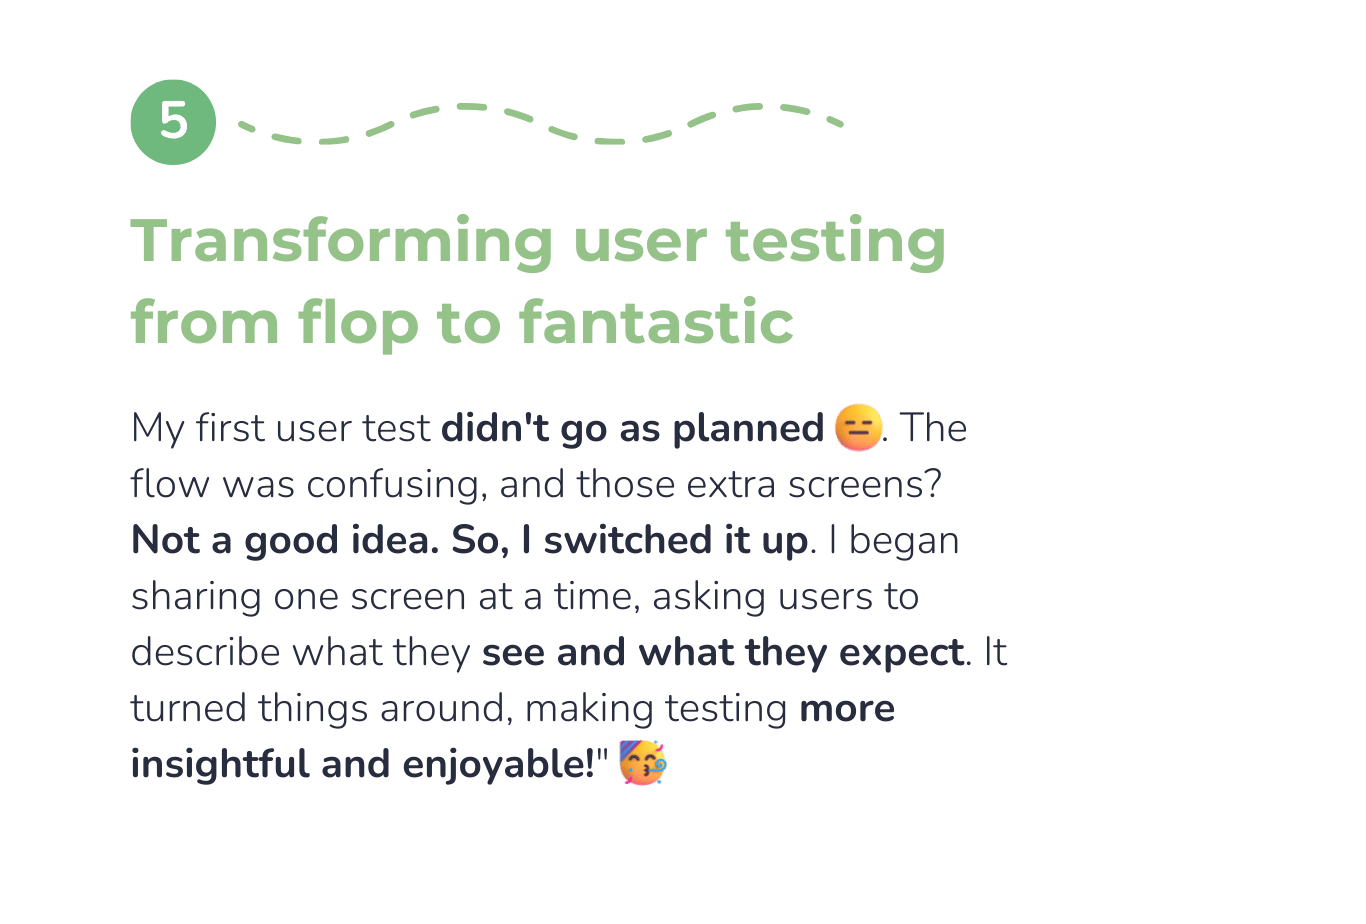 5
Transforming user testing
from flop to fantastic
My first user test didn't go as planned 😑. The
flow was confusing, and those extra screens?
Not a good idea. So, I switched it up. I began
sharing one screen at a time, asking users to
describe what they see and what they expect. It
turned things around, making testing more
insightful and enjoyable!" 🥳